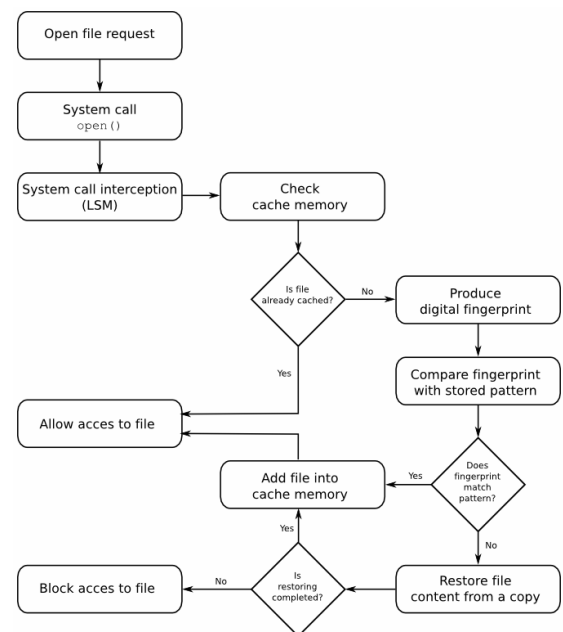 Open file request
System call
open()
System call interception
(LSM)
Check
cache memory
Is file
already cached?
No
Produce
digital fingerprint
Compare fingerprint
with stored pattern
Yes
Allow acces to file
Does
fingerprint
match
pattern?
Yes
Add file into
cache memory
No
Yes
Restore file
content from a copy
Is
restoring
completed?
No
Block acces to file